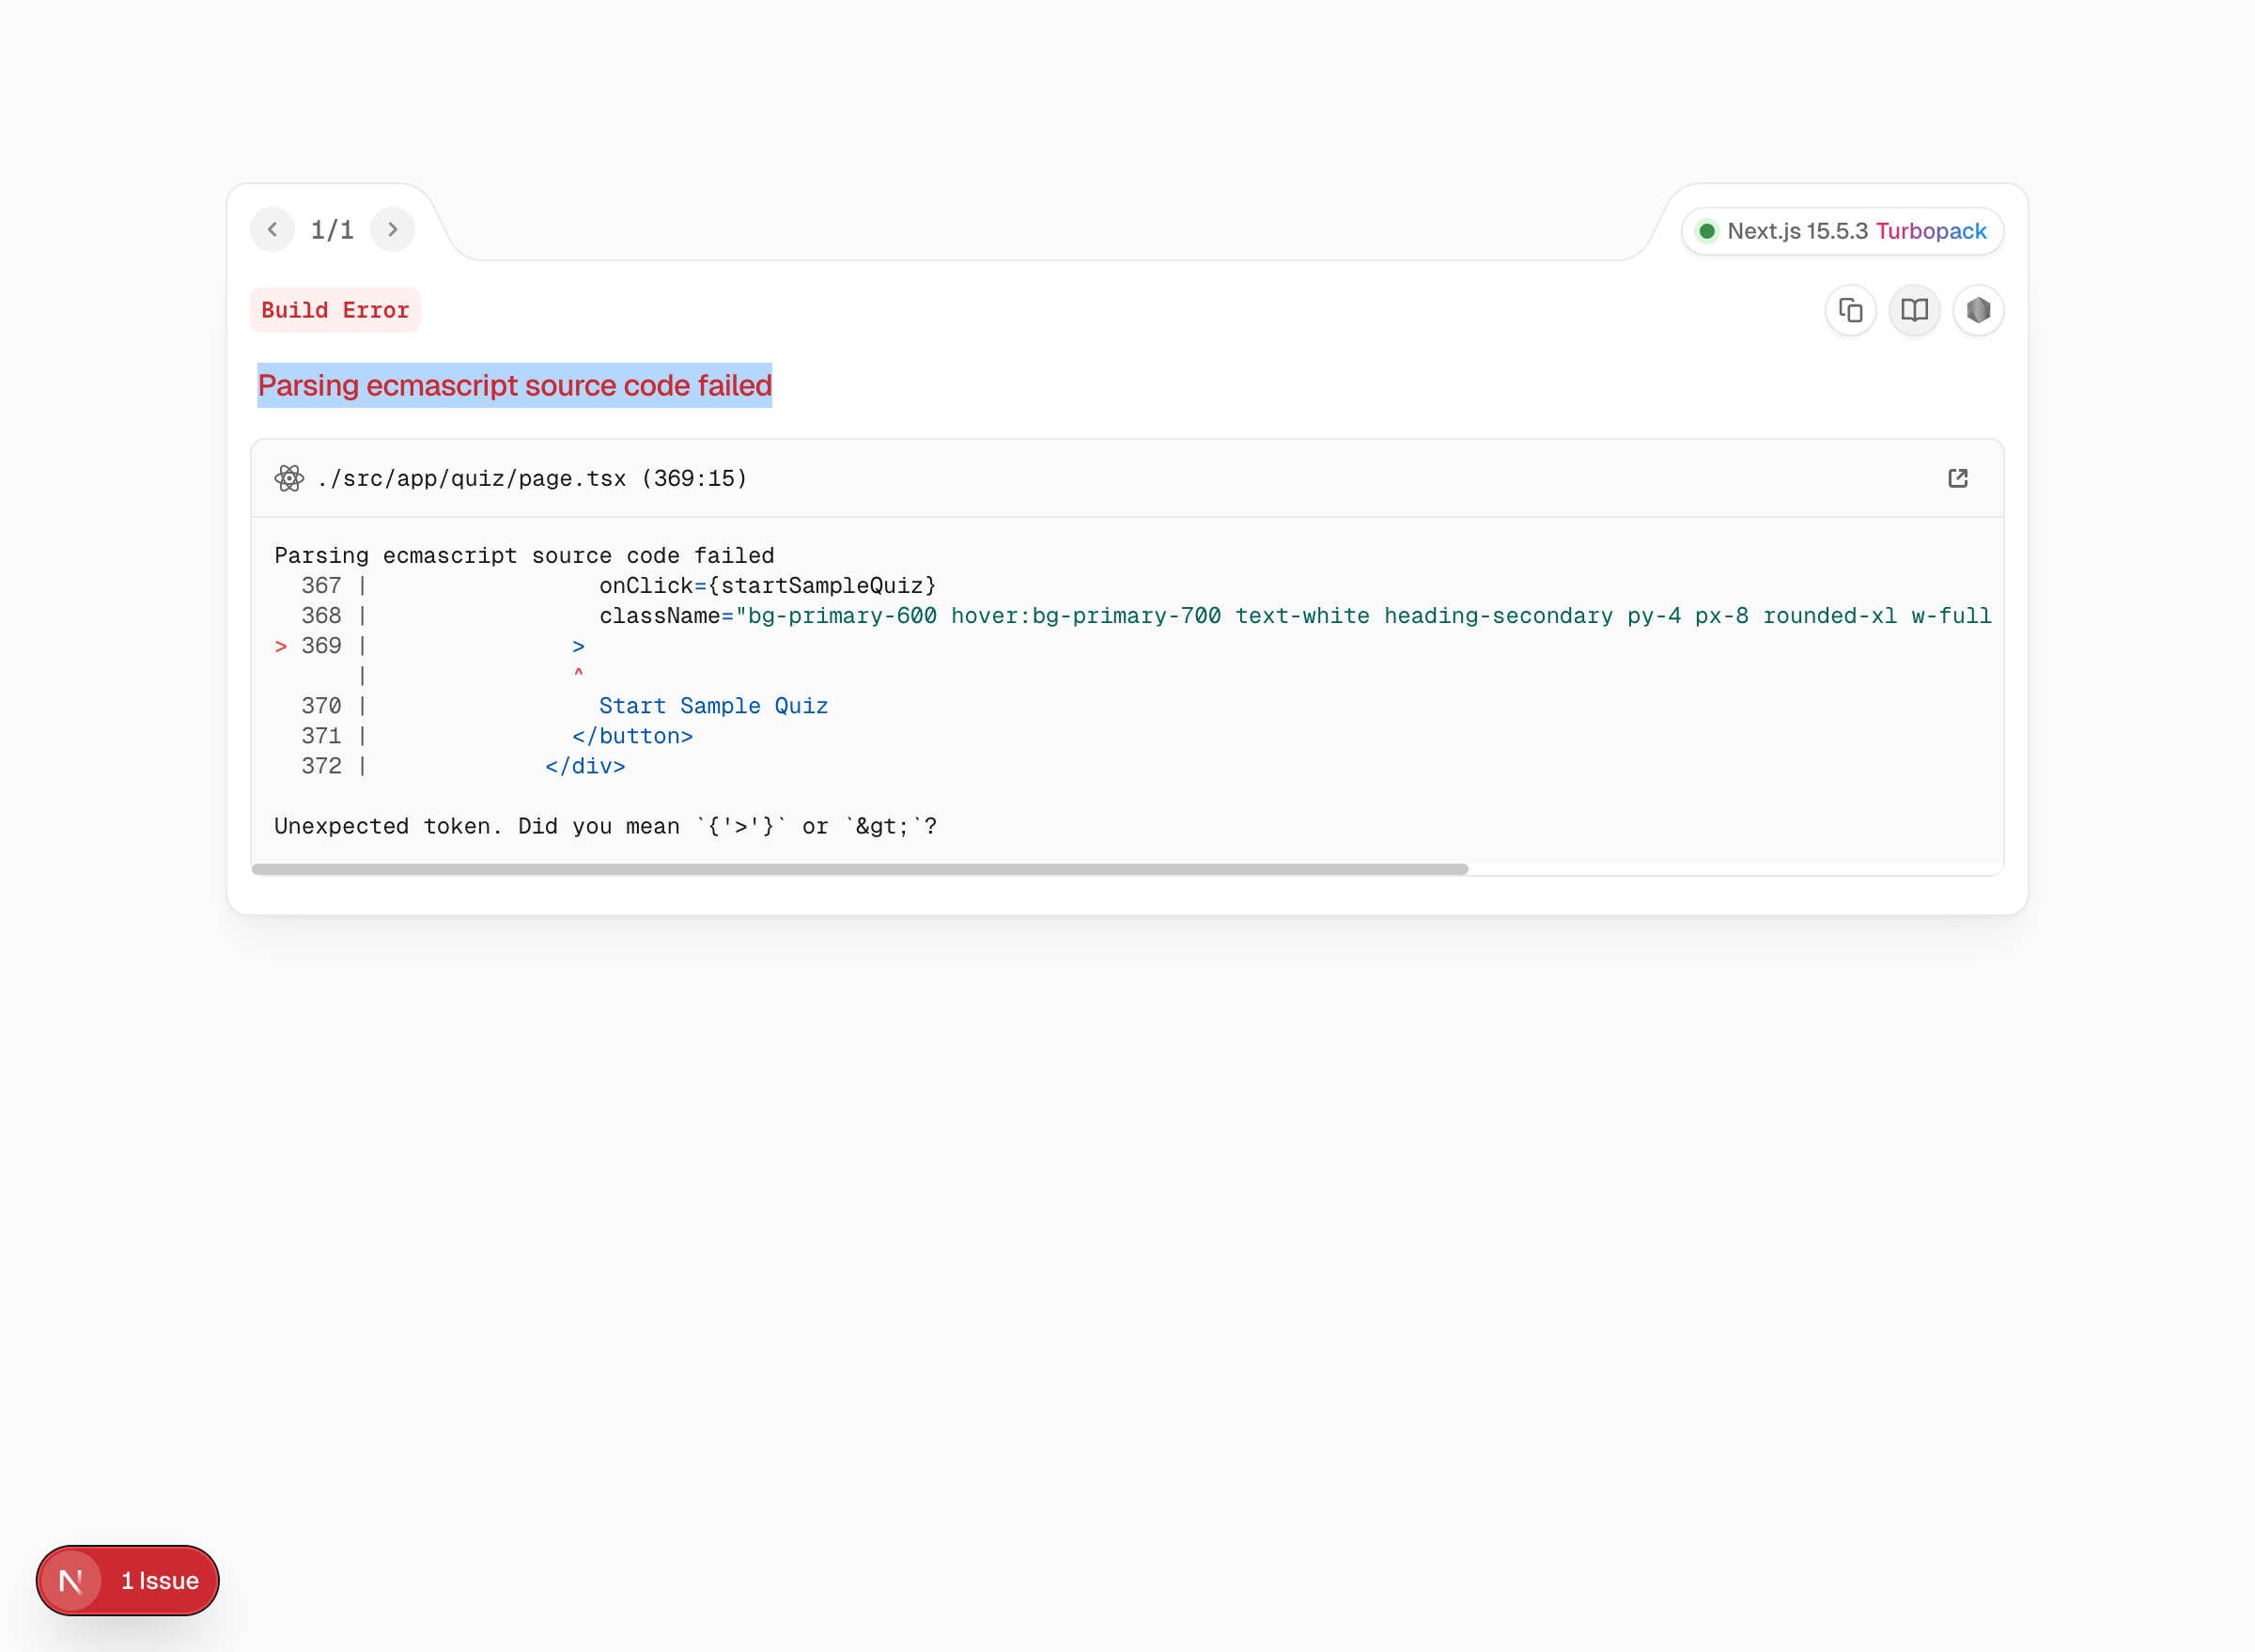 1/1
Next.js 15.5.3 Turbopack
Build Error
Parsing ecmascript source code failed
./src/app/quiz/page.tsx (369:15)
Parsing ecmascript source code failed
367 | onClick={startSampleQuiz}
368 | className="bg-primary-600 hover:bg-primary-700 text-white heading-secondary py-4 px-8 rounded-xl w-full
> 369 | >
| ^
370 | Start Sample Quiz
371 | </button>
372 | </div>
Unexpected token. Did you mean `{'>'}` or `&gt;`?
N 1 Issue